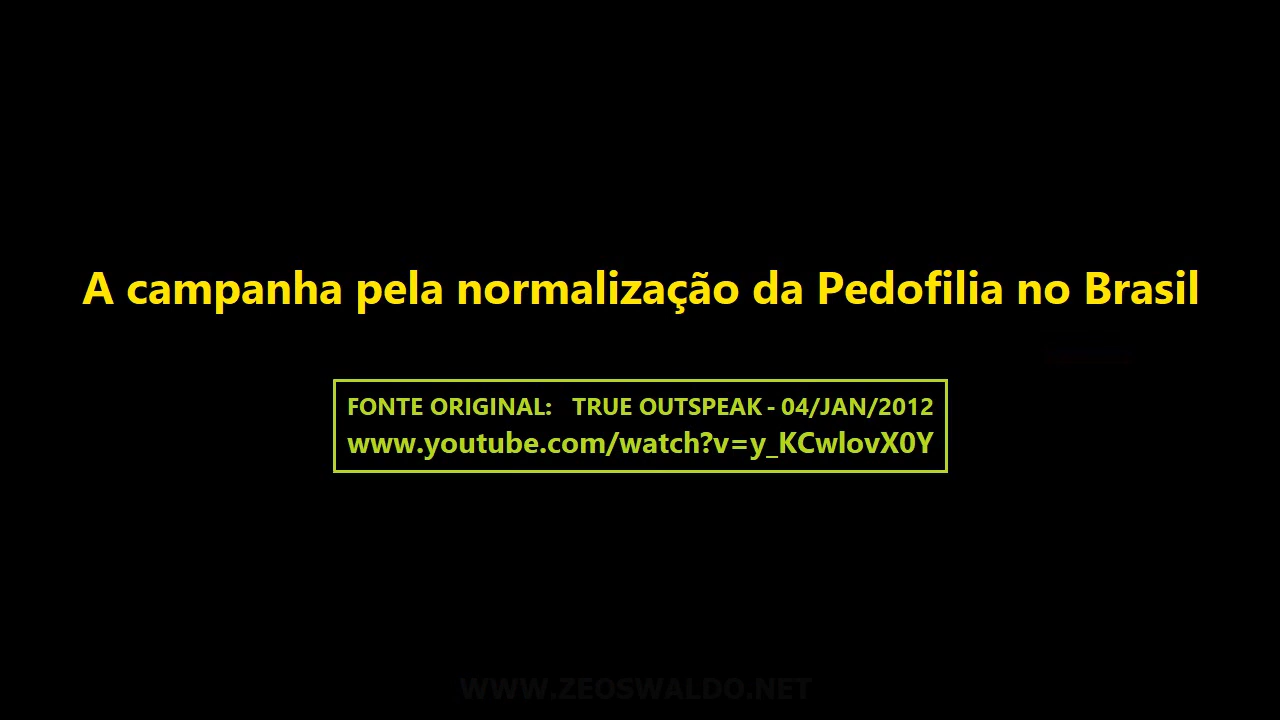 A campanha pela normalização da Pedofilia no Brasil
FONTE ORIGINAL: TRUE OUTSPEAK - 04/JAN/2012
www.youtube.com/watch?v=y_KCwlovX0Y
WWW.ZEOSWALDO.NET